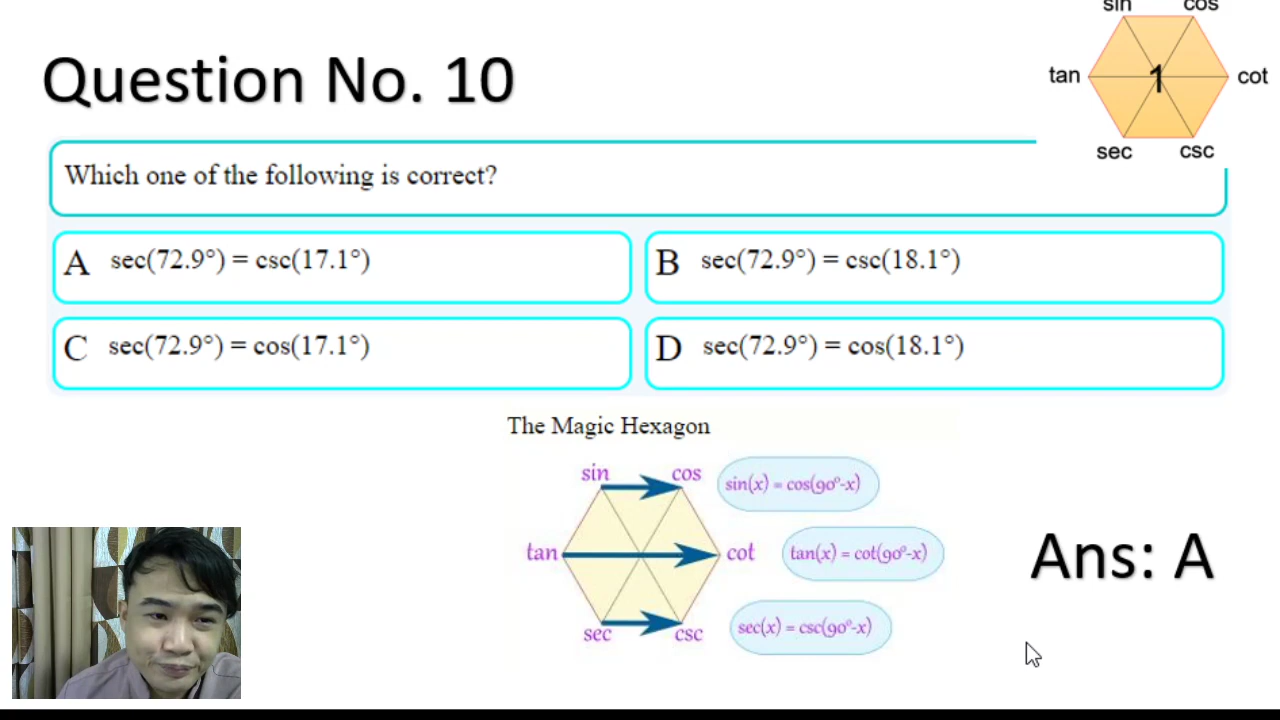 sin cos
Question No. 10
tan 1 cot
sec csc
Which one of the following is correct?
A sec(72.9°) = csc(17.1°)
B sec(72.9°) = csc(18.1°)
C sec(72.9°) = cos(17.1°)
D sec(72.9°) = cos(18.1°)
The Magic Hexagon
sin cos sin(x) = cos(90°-x)
tan cot tan(x) = cot(90°-x)
sec csc sec(x) = csc(90°-x)
Ans: A